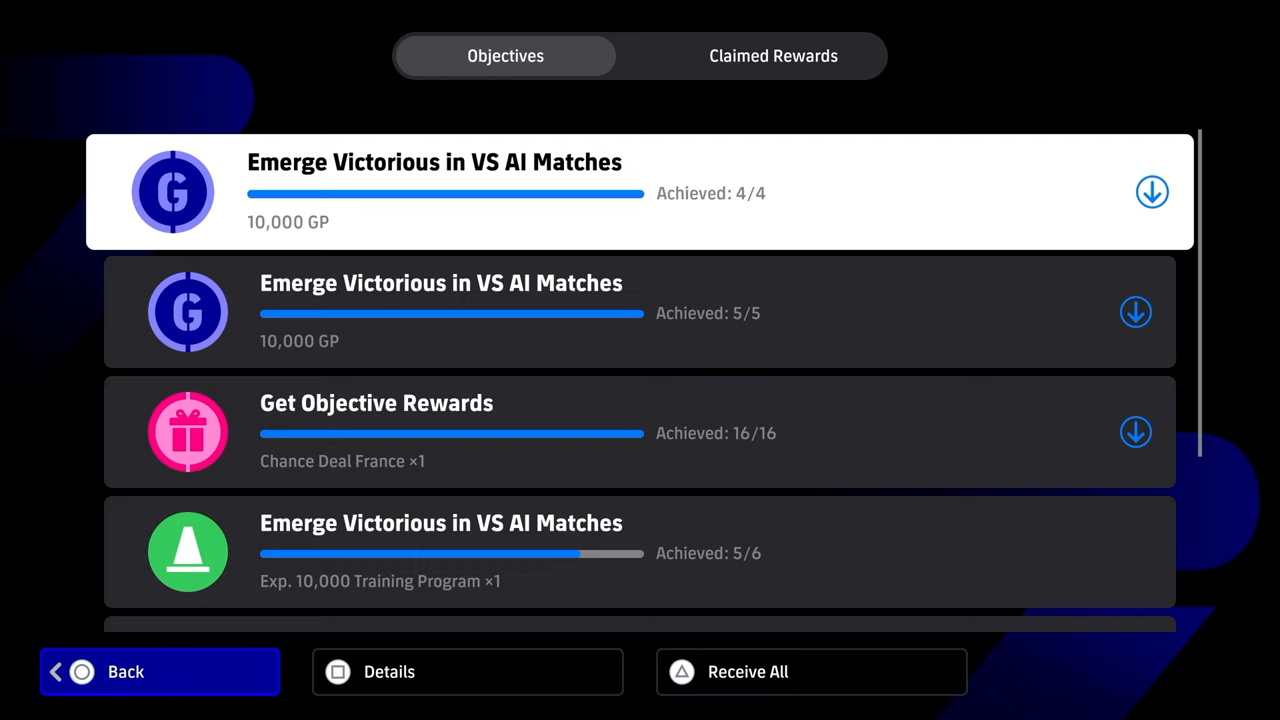 Objectives
Claimed Rewards
Emerge Victorious in VS AI Matches
Achieved: 4/4
10,000 GP
Emerge Victorious in VS AI Matches
Achieved: 5/5
10,000 GP
Get Objective Rewards
Achieved: 16/16
Chance Deal France ×1
Emerge Victorious in VS AI Matches
Achieved: 5/6
Exp. 10,000 Training Program ×1
Back
Details
Receive All